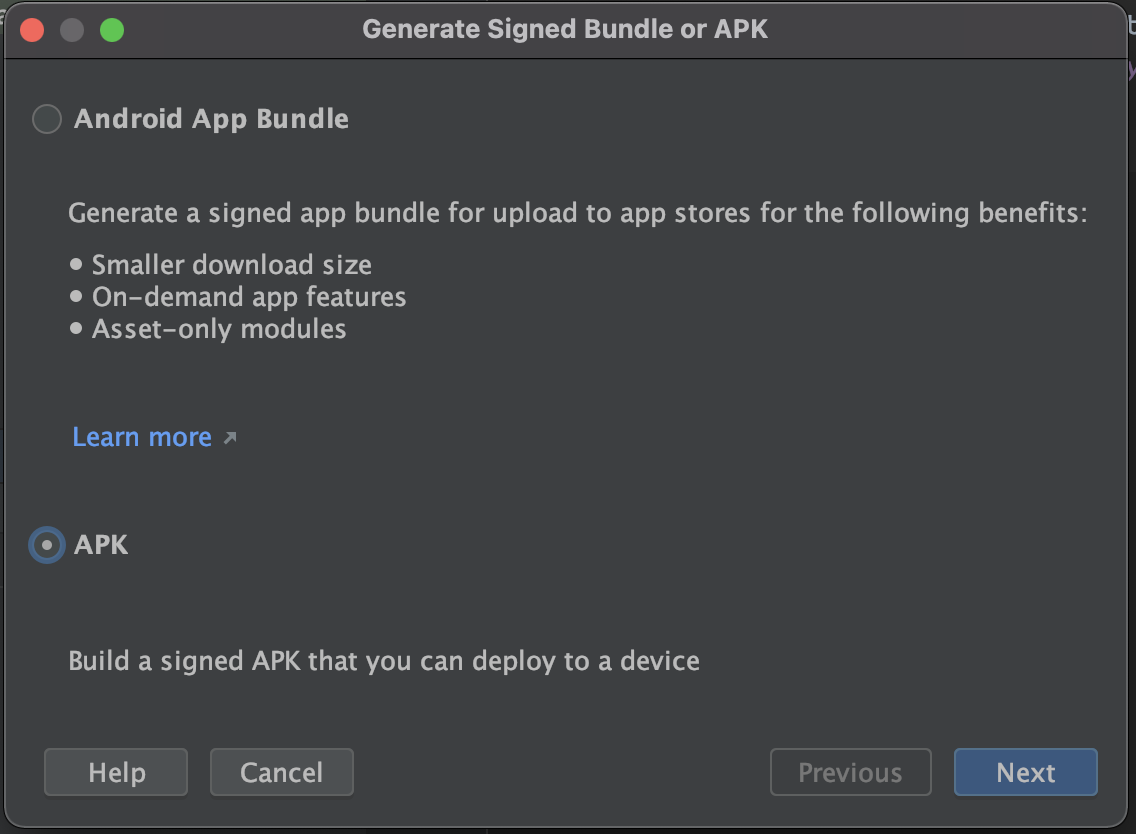 Generate Signed Bundle or APK
Android App Bundle
Generate a signed app bundle for upload to app stores for the following benefits:
• Smaller download size
• On-demand app features
• Asset-only modules
Learn more ↗
APK
Build a signed APK that you can deploy to a device
Help Cancel Previous Next